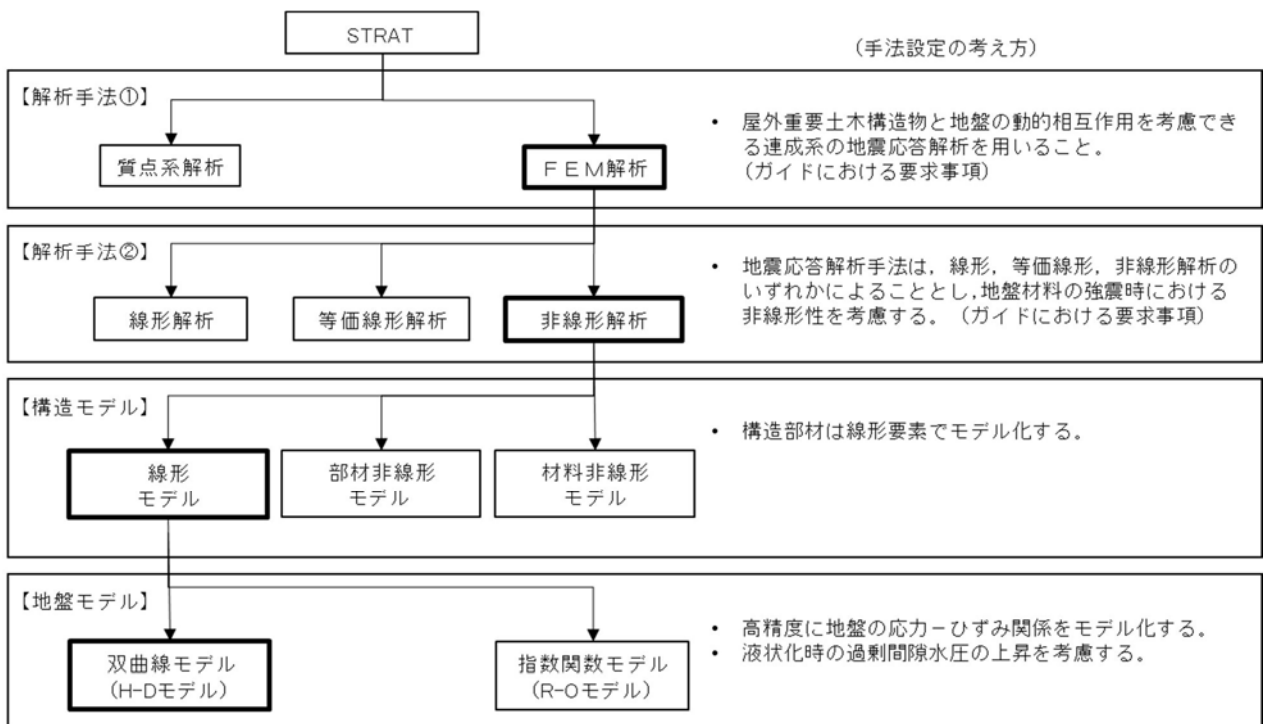 STRAT
(手法設定の考え方)
【解析手法①】
質点系解析
ＦＥＭ解析
• 屋外重要土木構造物と地盤の動的相互作用を考慮でき
る連成系の地震応答解析を用いること。
(ガイドにおける要求事項)
【解析手法②】
線形解析
等価線形解析
非線形解析
• 地震応答解析手法は，線形，等価線形，非線形解析の
いずれかによることとし,地盤材料の強震時における
非線形性を考慮する。（ガイドにおける要求事項）
【構造モデル】
線形
モデル
部材非線形
モデル
材料非線形
モデル
• 構造部材は線形要素でモデル化する。
【地盤モデル】
双曲線モデル
(H-Dモデル)
指数関数モデル
(R-Oモデル)
• 高精度に地盤の応力－ひずみ関係をモデル化する。
• 液状化時の過剰間隙水圧の上昇を考慮する。